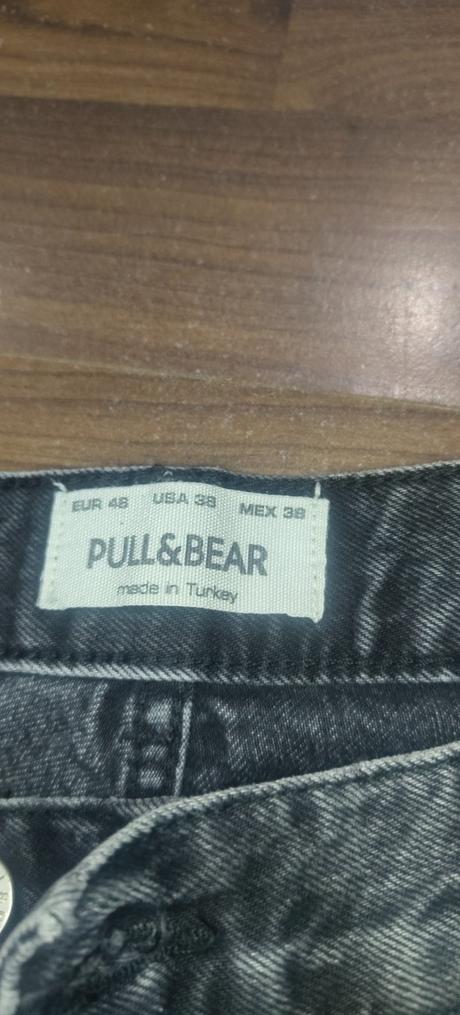 EUR 48 USA 38 MEX 38
PULL&BEAR
made in Turkey